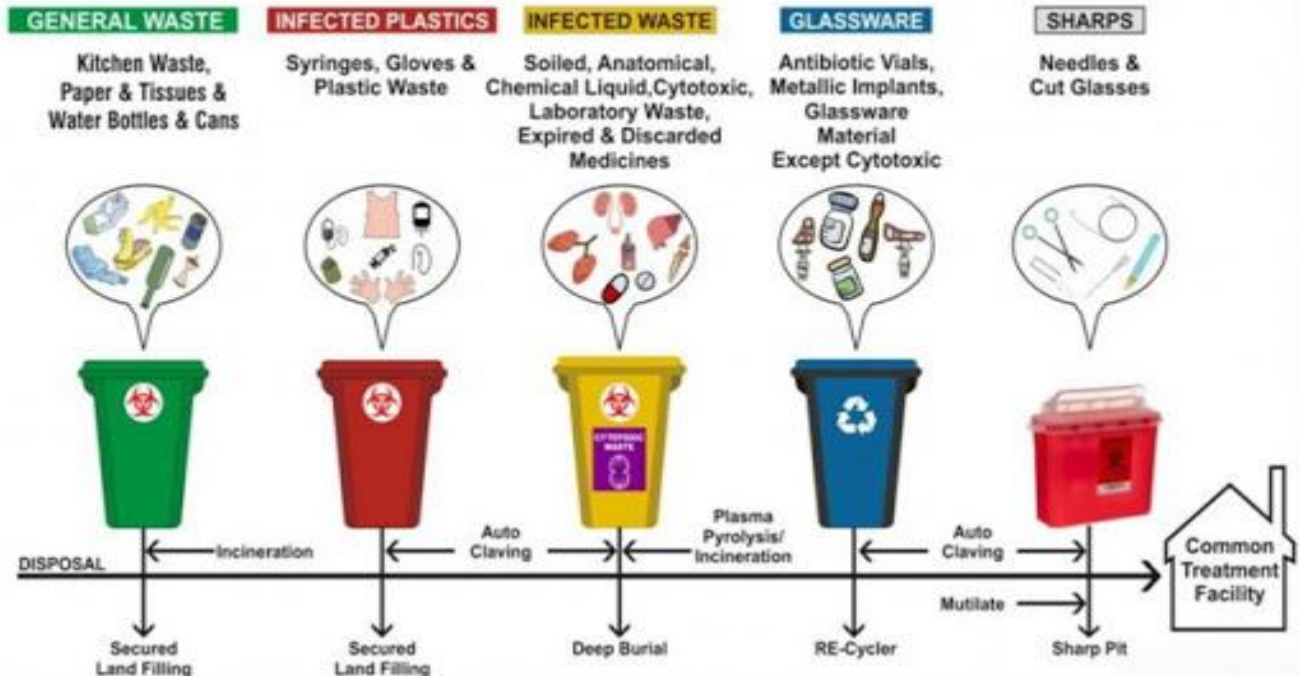 GENERAL WASTE
Kitchen Waste,
Paper & Tissues &
Water Bottles & Cans
INFECTED PLASTICS
Syringes, Gloves &
Plastic Waste
INFECTED WASTE
Soiled, Anatomical,
Chemical Liquid,Cytotoxic,
Laboratory Waste,
Expired & Discarded
Medicines
GLASSWARE
Antibiotic Vials,
Metallic Implants,
Glassware
Material
Except Cytotoxic
SHARPS
Needles &
Cut Glasses
CYTOTOXIC
WASTE
DISPOSAL
Incineration
Auto
Claving
Plasma
Pyrolysis/
Incineration
Auto
Claving
Mutilate
Common
Treatment
Facility
Secured
Land Filling
Secured
Land Filling
Deep Burial
RE-Cycler
Sharp Pit